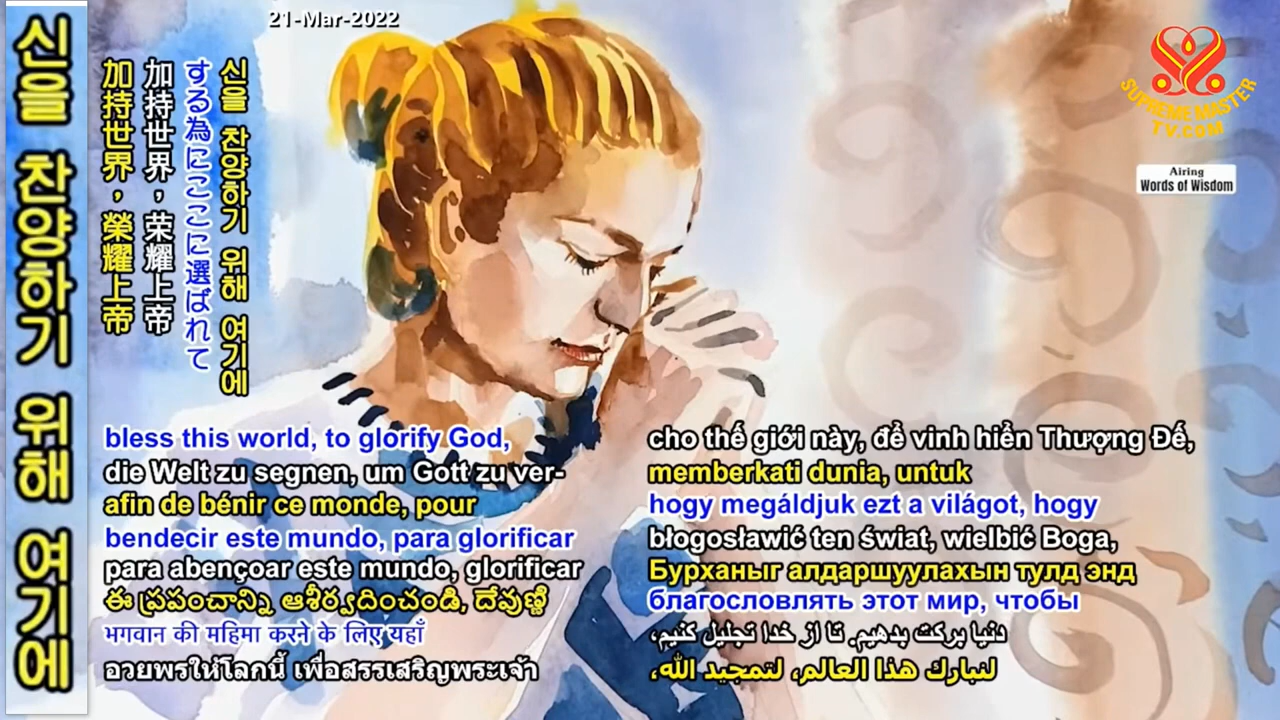 21-Mar-2022
SUPREME MASTER
TV.COM
Airing
Words of Wisdom
신을 찬양하기 위해 여기에
신을 찬양하기 위해 여기에
する為にここに選ばれて
加持世界，荣耀上帝
加持世界，榮耀上帝
bless this world, to glorify God,
die Welt zu segnen, um Gott zu ver-
afin de bénir ce monde, pour
bendecir este mundo, para glorificar
para abençoar este mundo, glorificar
ఈ ప్రపంచాన్ని ఆశీర్వదించండి, దేవుణ్ణి
भगवान की महिमा करने के लिए यहाँ
อวยพรให้โลกนี้ เพื่อสรรเสริญพระเจ้า
cho thế giới này, để vinh hiển Thượng Đế,
memberkati dunia, untuk
hogy megáldjuk ezt a világot, hogy
błogosławić ten świat, wielbić Boga,
Бурханыг алдаршуулахын тулд энд
благословлять этот мир, чтобы
دنیا برکت بدهیم. تا از خدا تجلیل کنیم،
لنبارك هذا العالم، لتمجيد الله،